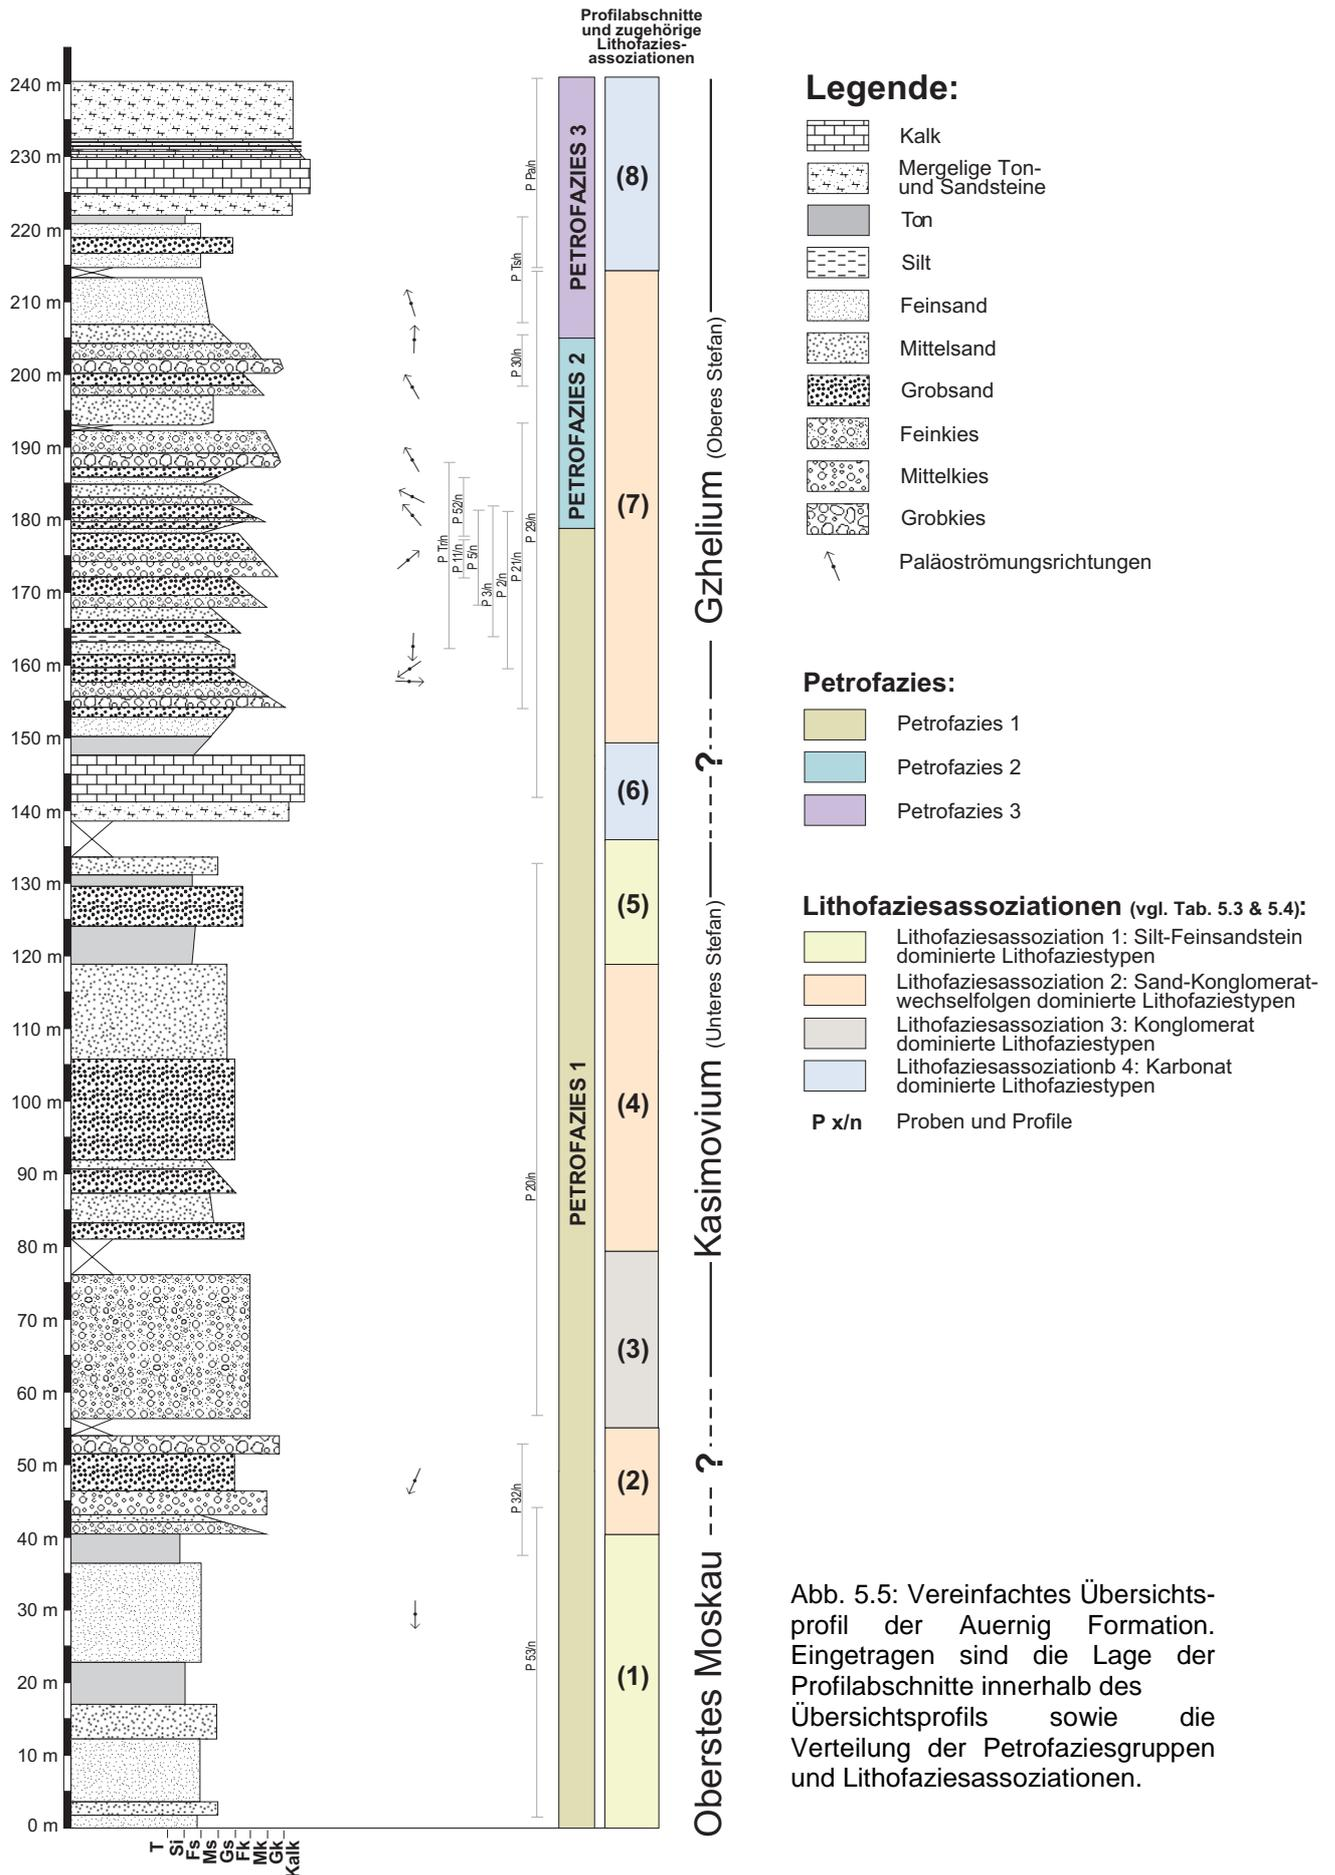 Profilabschnitte
und zugehörige
Lithofazies-
assoziationen
240 m
230 m
220 m
210 m
200 m
190 m
180 m
170 m
160 m
150 m
140 m
130 m
120 m
110 m
100 m
90 m
80 m
70 m
60 m
50 m
40 m
30 m
20 m
10 m
0 m
T
Si
Fs
Ms
Gs
Fk
Mk
Gk
Kalk
P Pa/n
P Ts/n
P 30/n
P 29/n
P Tr/n
P 52/n
P 11/n
P 5/n
P 3/n
P 2/n
P 21/n
P 20/n
P 32/n
P 53/n
PETROFAZIES 3
PETROFAZIES 2
PETROFAZIES 1
(8)
(7)
(6)
(5)
(4)
(3)
(2)
(1)
Gzhelium (Oberes Stefan)
?
Kasimovium (Unteres Stefan)
?
Oberstes Moskau
Legende:
Kalk
Mergelige Ton-
und Sandsteine
Ton
Silt
Feinsand
Mittelsand
Grobsand
Feinkies
Mittelkies
Grobkies
Paläoströmungsrichtungen
Petrofazies:
Petrofazies 1
Petrofazies 2
Petrofazies 3
Lithofaziesassoziationen (vgl. Tab. 5.3 & 5.4):
Lithofaziesassoziation 1: Silt-Feinsandstein
dominierte Lithofaziestypen
Lithofaziesassoziation 2: Sand-Konglomerat-
wechselfolgen dominierte Lithofaziestypen
Lithofaziesassoziation 3: Konglomerat
dominierte Lithofaziestypen
Lithofaziesassoziationb 4: Karbonat
dominierte Lithofaziestypen
P x/n Proben und Profile
Abb. 5.5: Vereinfachtes Übersichts-
profil der Auernig Formation.
Eingetragen sind die Lage der
Profilabschnitte innerhalb des
Übersichtsprofils sowie die
Verteilung der Petrofaziesgruppen
und Lithofaziesassoziationen.